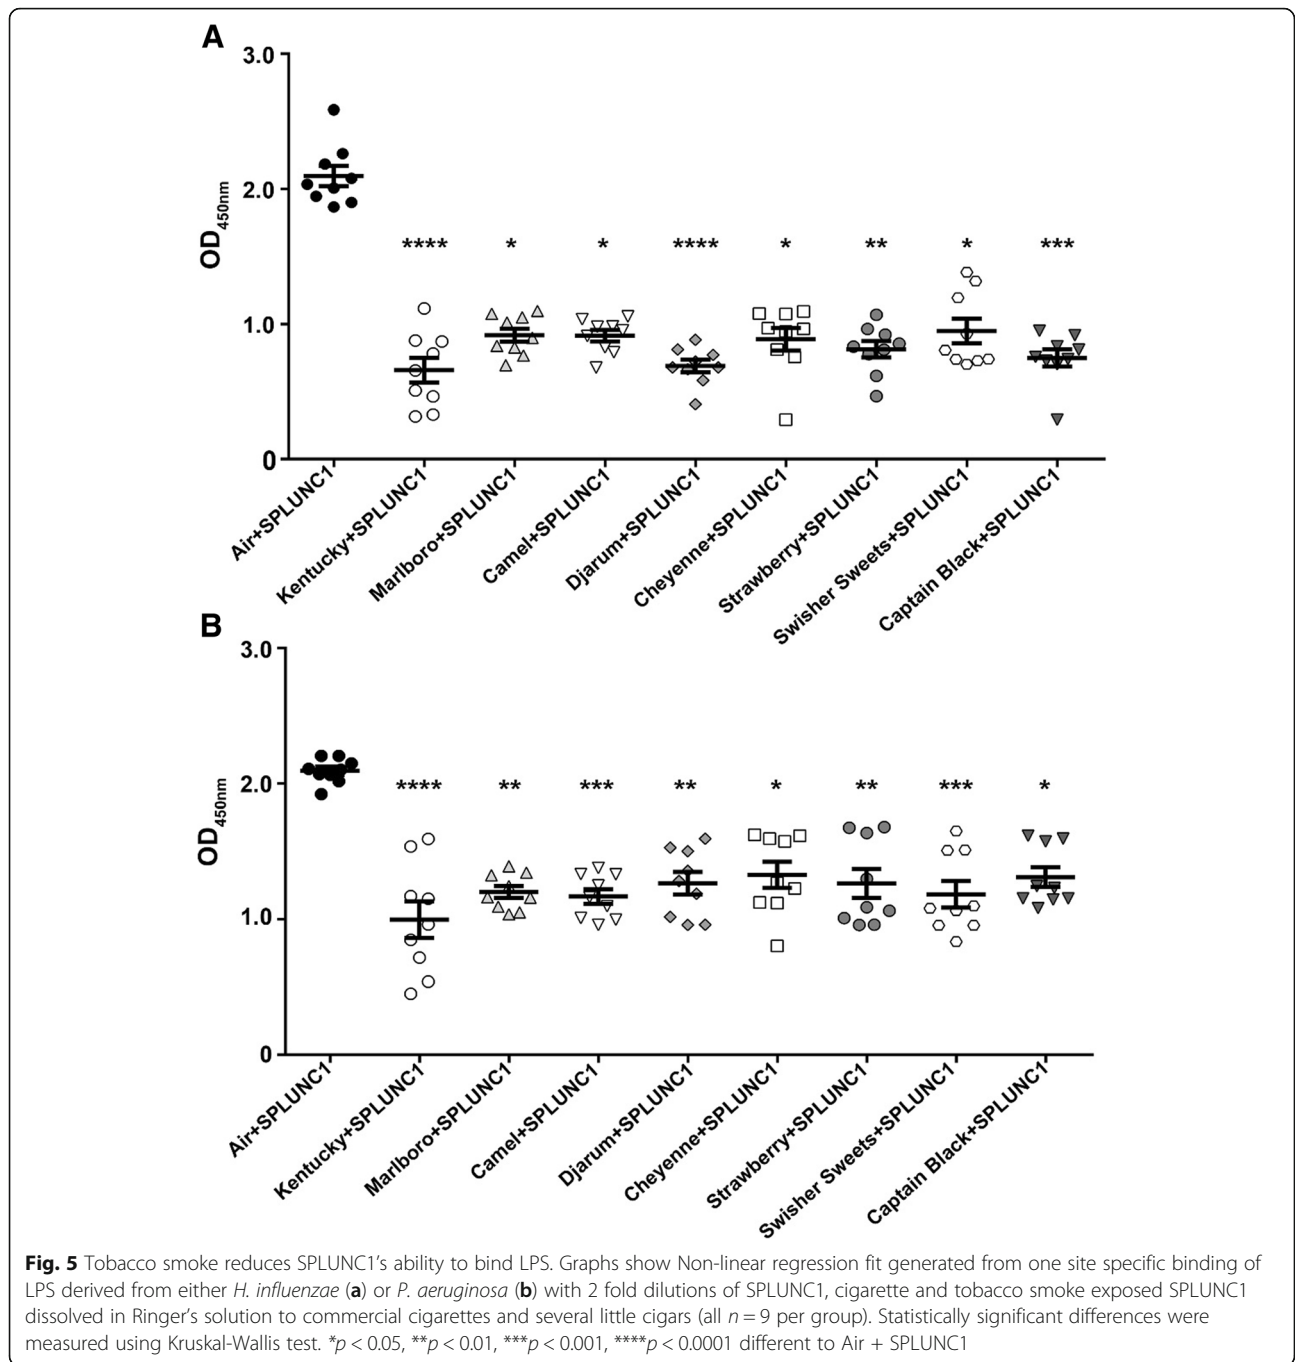 A
3.0
2.0
1.0
0
OD450nm
**** * * **** * ** * ***
Air+SPLUNC1
Kentucky+SPLUNC1
Marlboro+SPLUNC1
Camel+SPLUNC1
Djarum+SPLUNC1
Cheyenne+SPLUNC1
Strawberry+SPLUNC1
Swisher Sweets+SPLUNC1
Captain Black+SPLUNC1
B
3.0
2.0
1.0
0
OD450nm
**** ** *** ** * ** *** *
Air+SPLUNC1
Kentucky+SPLUNC1
Marlboro+SPLUNC1
Camel+SPLUNC1
Djarum+SPLUNC1
Cheyenne+SPLUNC1
Strawberry+SPLUNC1
Swisher Sweets+SPLUNC1
Captain Black+SPLUNC1
Fig. 5 Tobacco smoke reduces SPLUNC1's ability to bind LPS. Graphs show Non-linear regression fit generated from one site specific binding of
LPS derived from either H. influenzae (a) or P. aeruginosa (b) with 2 fold dilutions of SPLUNC1, cigarette and tobacco smoke exposed SPLUNC1
dissolved in Ringer's solution to commercial cigarettes and several little cigars (all n = 9 per group). Statistically significant differences were
measured using Kruskal-Wallis test. *p < 0.05, **p < 0.01, ***p < 0.001, ****p < 0.0001 different to Air + SPLUNC1